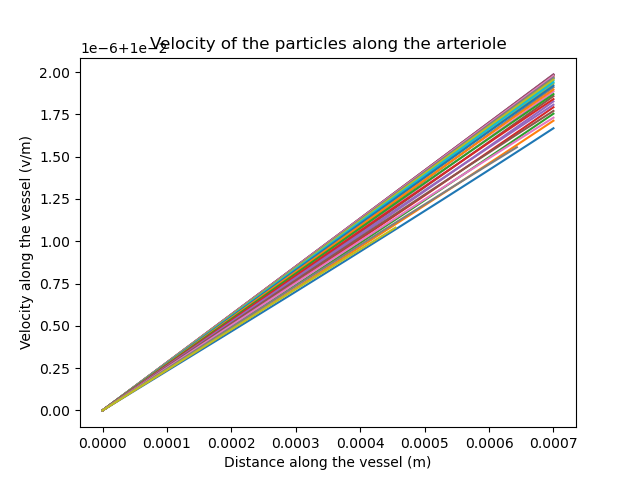 Velocity of the particles along the arteriole
1e−6+1e−2
2.00
1.75
1.50
1.25
1.00
0.75
0.50
0.25
0.00
Velocity along the vessel (v/m)
0.0000 0.0001 0.0002 0.0003 0.0004 0.0005 0.0006 0.0007
Distance along the vessel (m)